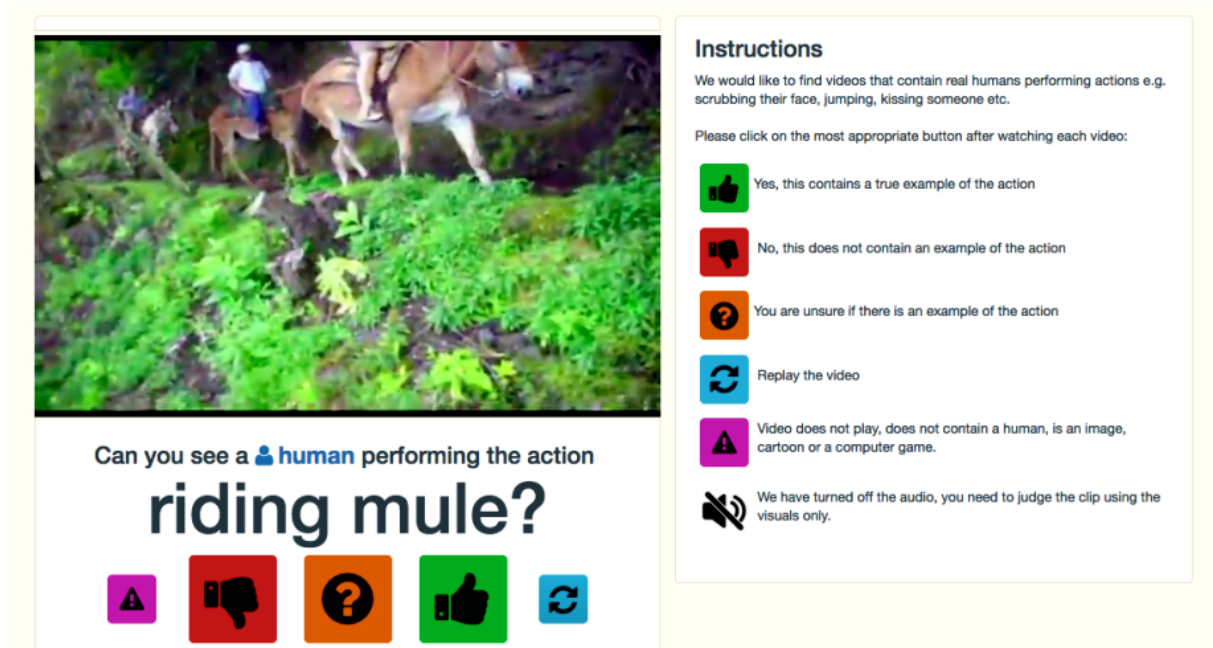 Can you see a human performing the action
riding mule?
Instructions
We would like to find videos that contain real humans performing actions e.g.
scrubbing their face, jumping, kissing someone etc.
Please click on the most appropriate button after watching each video:
Yes, this contains a true example of the action
No, this does not contain an example of the action
You are unsure if there is an example of the action
Replay the video
Video does not play, does not contain a human, is an image,
cartoon or a computer game.
We have turned off the audio, you need to judge the clip using the
visuals only.